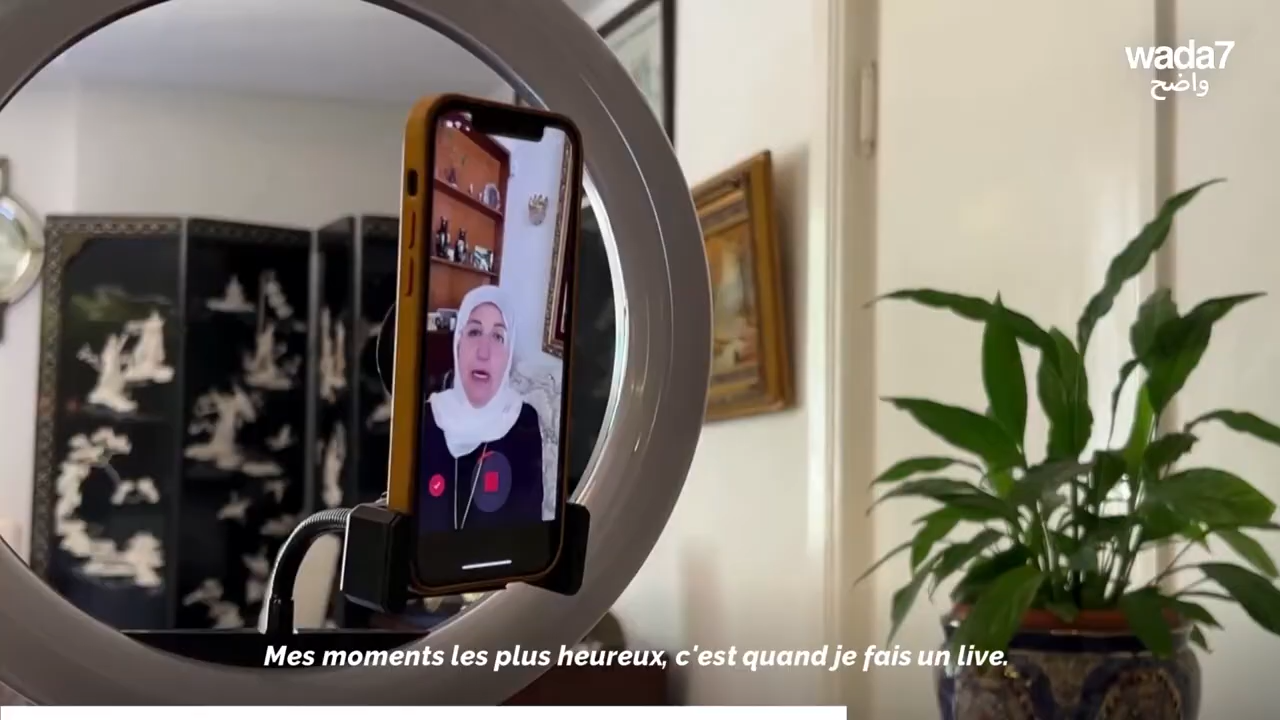 wada7
واضح
Mes moments les plus heureux, c'est quand je fais un live.